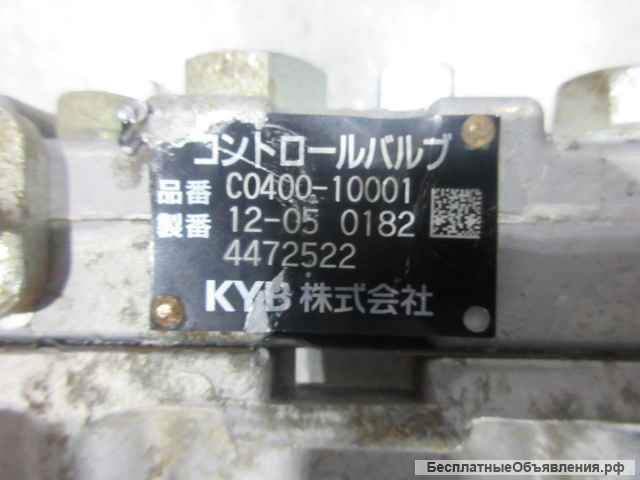 コントロールバルブ
品番 C0400-10001
製番 12-05 0182
4472522
KYB 株式会社
БесплатныеОбъявления.рф